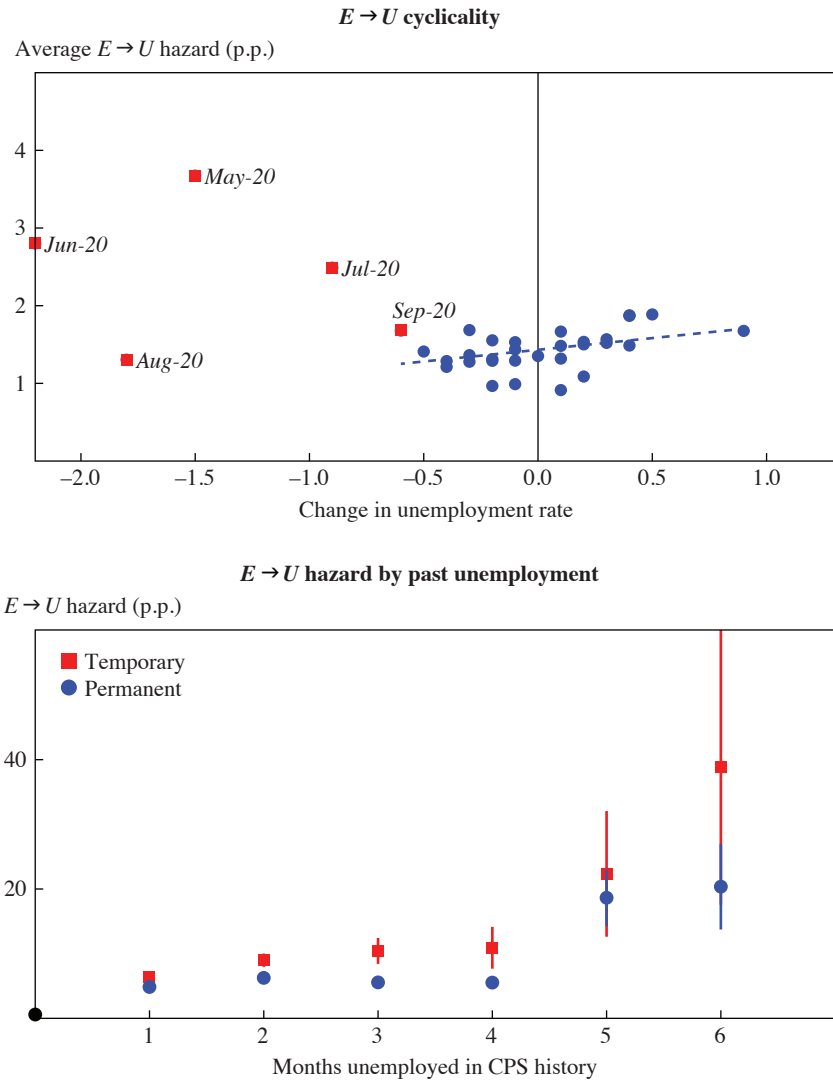 E → U cyclicality
Average E → U hazard (p.p.)
4
May-20
3
Jun-20
Jul-20
2
Sep-20
Aug-20
1
–2.0 –1.5 –1.0 –0.5 0.0 0.5 1.0
Change in unemployment rate
E → U hazard by past unemployment
E → U hazard (p.p.)
Temporary
Permanent
40
20
1 2 3 4 5 6
Months unemployed in CPS history